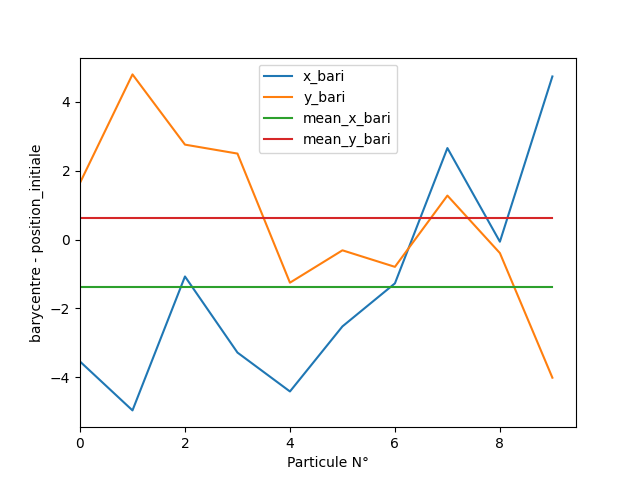 x_bari
y_bari
mean_x_bari
mean_y_bari
4
2
0
−2
−4
barycentre - position_initiale
0 2 4 6 8
Particule N°